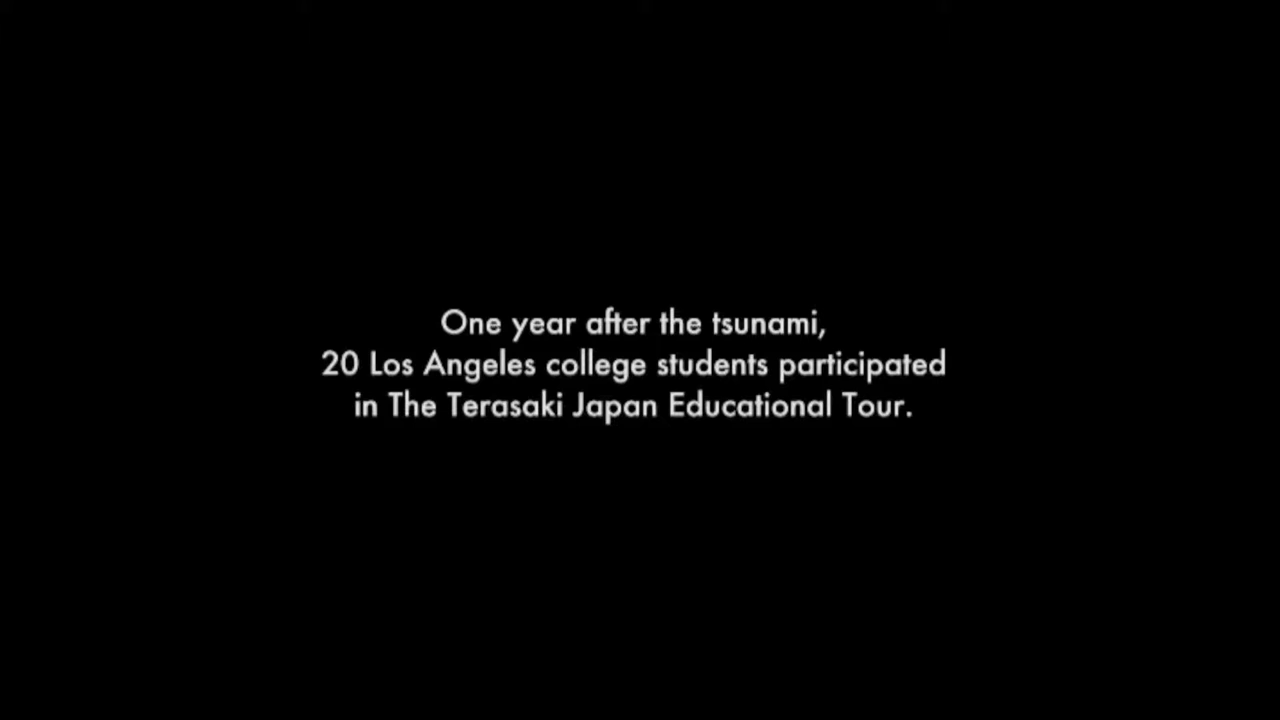 One year after the tsunami,
20 Los Angeles college students participated
in The Terasaki Japan Educational Tour.